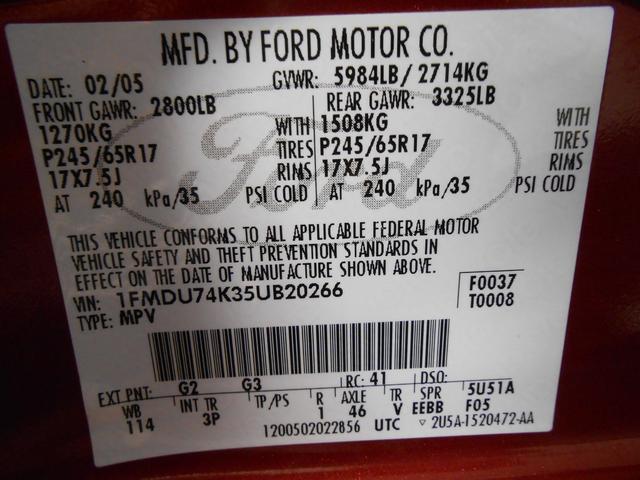 MFD. BY FORD MOTOR CO.
DATE: 02/05 GVWR: 5984LB/2714KG
FRONT GAWR: 2800LB REAR GAWR: 3325LB
1270KG WITH 1508KG WITH
P245/65R17 TIRES P245/65R17 TIRES
17X7.5J RIMS 17X7.5J RIMS
AT 240 kPa/35 PSI COLD AT 240 kPa/35 PSI COLD
Ford
THIS VEHICLE CONFORMS TO ALL APPLICABLE FEDERAL MOTOR
VEHICLE SAFETY AND THEFT PREVENTION STANDARDS IN
EFFECT ON THE DATE OF MANUFACTURE SHOWN ABOVE.
VIN: 1FMDU74K35UB20266 F0037
TYPE: MPV T0008
EXT PNT: G2 G3 RC: 41 DSO:
WB INT TR TP/PS R AXLE TR SPR 5U51A
114 3P 1 46 V EEBB F05
1200502022856 UTC ▽ 2U5A-1520472-AA